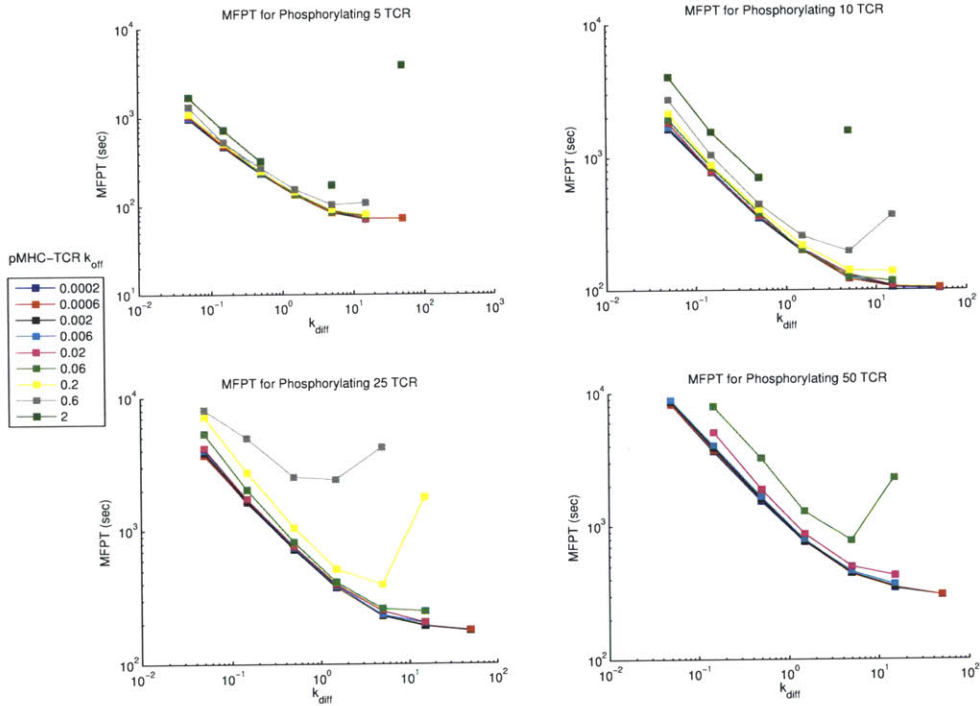 MFPT for Phosphorylating 5 TCR
10^4
10^3
10^2
10^1
MFPT (sec)
10^-2 10^-1 10^0 10^1 10^2 10^3
k_diff
MFPT for Phosphorylating 10 TCR
10^4
10^3
10^2
MFPT (sec)
10^-2 10^-1 10^0 10^1 10^2
k_diff
pMHC-TCR k_off
0.0002
0.0006
0.002
0.006
0.02
0.06
0.2
0.6
2
MFPT for Phosphorylating 25 TCR
10^4
10^3
10^2
MFPT (sec)
10^-2 10^-1 10^0 10^1 10^2
k_diff
MFPT for Phosphorylating 50 TCR
10^4
10^3
10^2
MFPT (sec)
10^-2 10^-1 10^0 10^1 10^2
k_diff